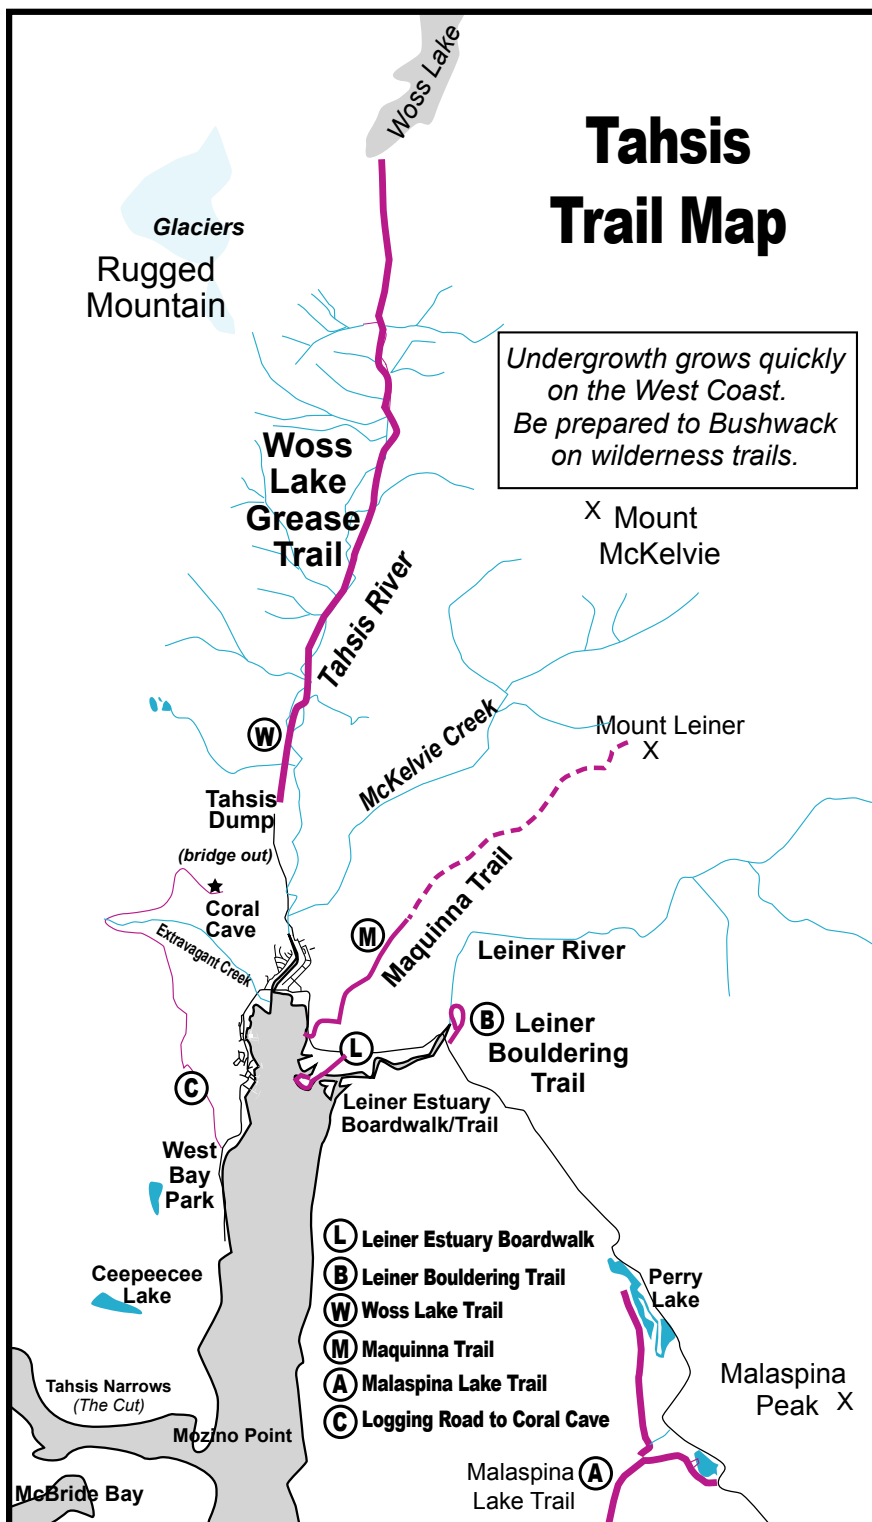 Woss Lake
Tahsis
Trail Map
Glaciers
Rugged
Mountain
Undergrowth grows quickly
on the West Coast.
Be prepared to Bushwack
on wilderness trails.
Woss
Lake
Grease
Trail
X Mount
McKelvie
Tahsis River
W
McKelvie Creek
Mount Leiner
X
Tahsis
Dump
(bridge out)
Coral
Cave
Extravagant Creek
M
Maquinna Trail
Leiner River
B
Leiner
Bouldering
Trail
L
Leiner Estuary
Boardwalk/Trail
C
West
Bay
Park
Ceepeecee
Lake
L Leiner Estuary Boardwalk
B Leiner Bouldering Trail
W Woss Lake Trail
M Maquinna Trail
A Malaspina Lake Trail
C Logging Road to Coral Cave
Perry
Lake
Malaspina
Peak X
Tahsis Narrows
(The Cut)
Mozino Point
Malaspina
Lake Trail
A
McBride Bay